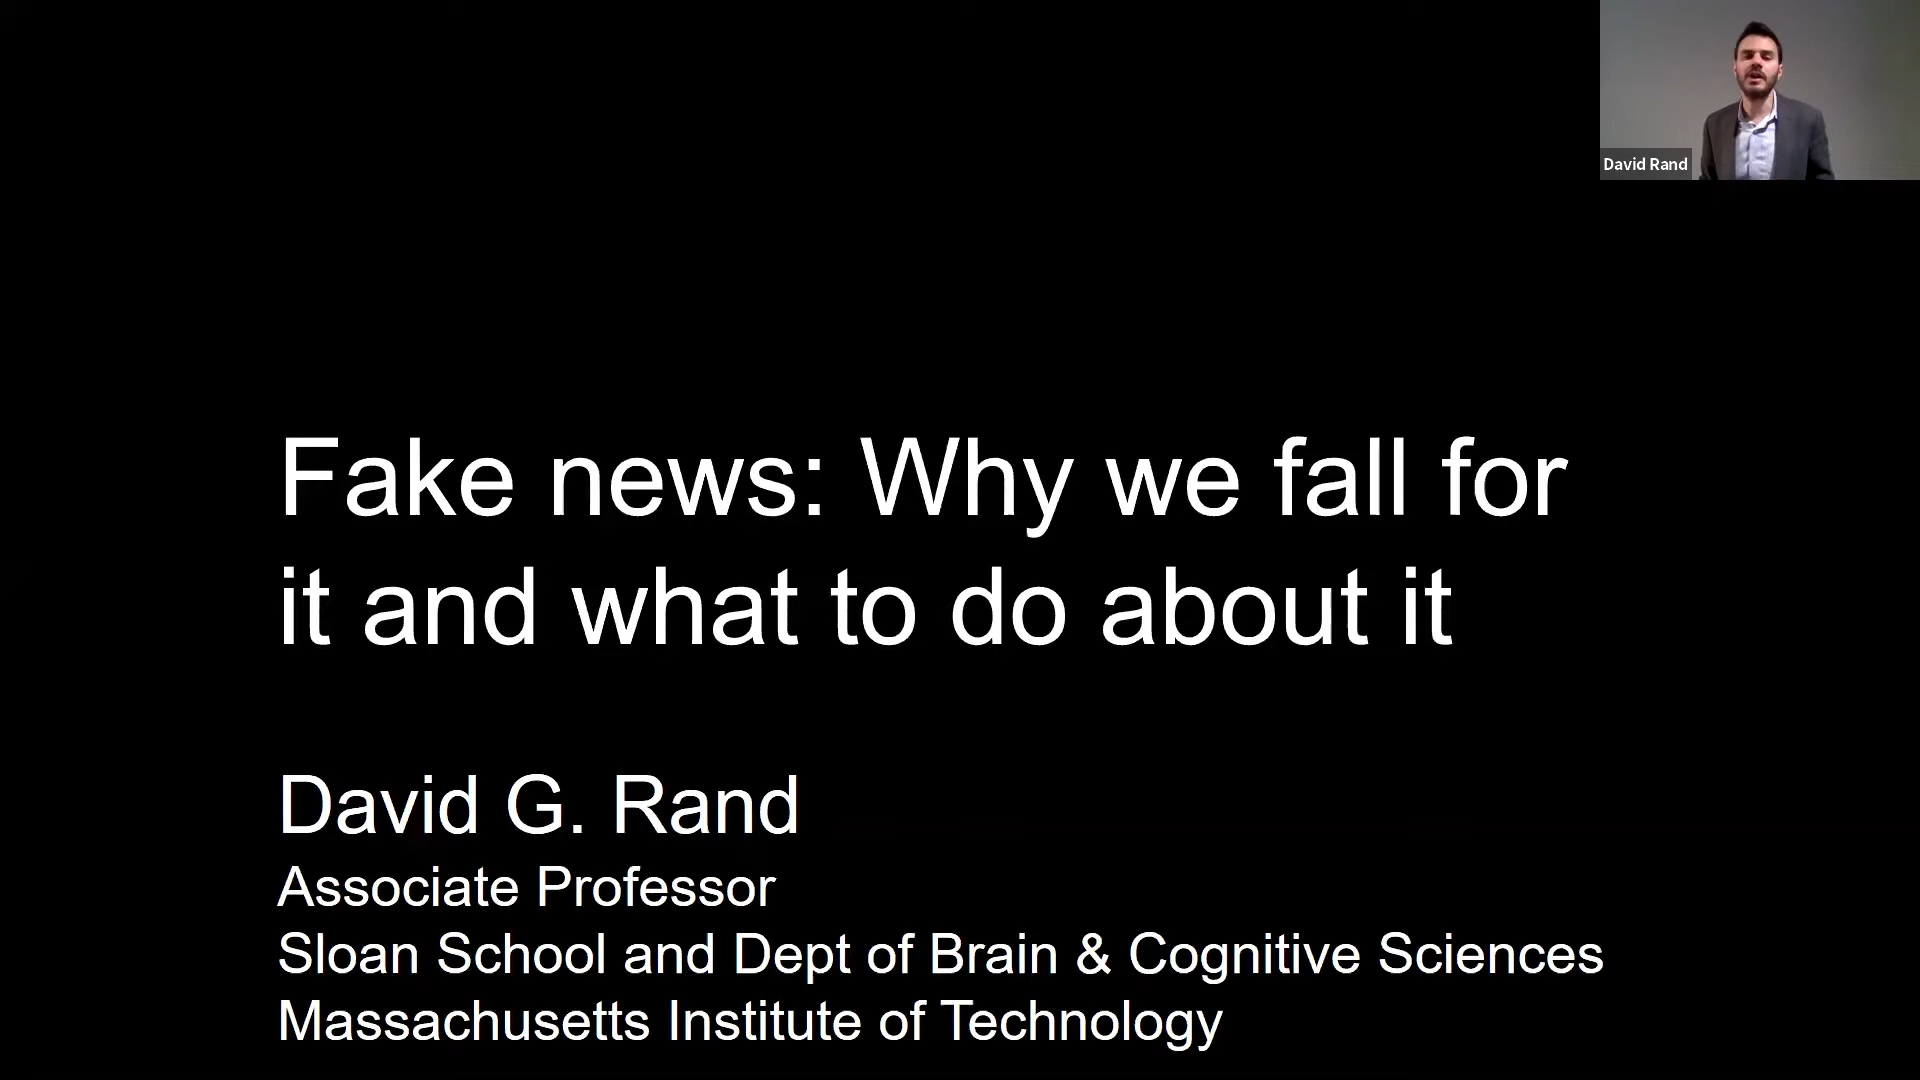 David Rand
Fake news: Why we fall for
it and what to do about it
David G. Rand
Associate Professor
Sloan School and Dept of Brain & Cognitive Sciences
Massachusetts Institute of Technology